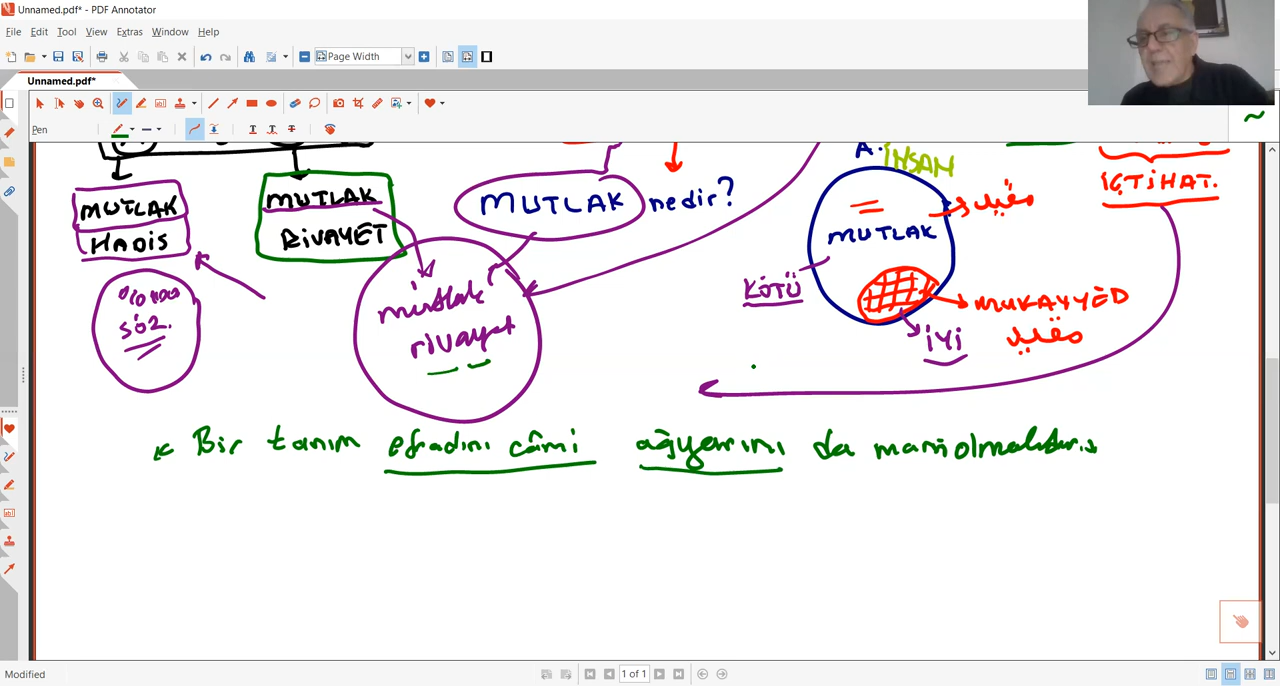 Unnamed.pdf* - PDF Annotator
File Edit Tool View Extras Window Help
Page Width
Unnamed.pdf*
Pen
A.
İNSAN
İÇTİHAT.
MUTLAK
HADİS
MUTLAK
RİVAYET
MUTLAK nedir?
مقيد
MUTLAK
KÖTÜ
MUKAYYED
مقيد
İYİ
SÖZ.
mutlak
rivayet
Bir tanım efradını câmi ağyarını da mani olmalıdır.
Modified
1 of 1